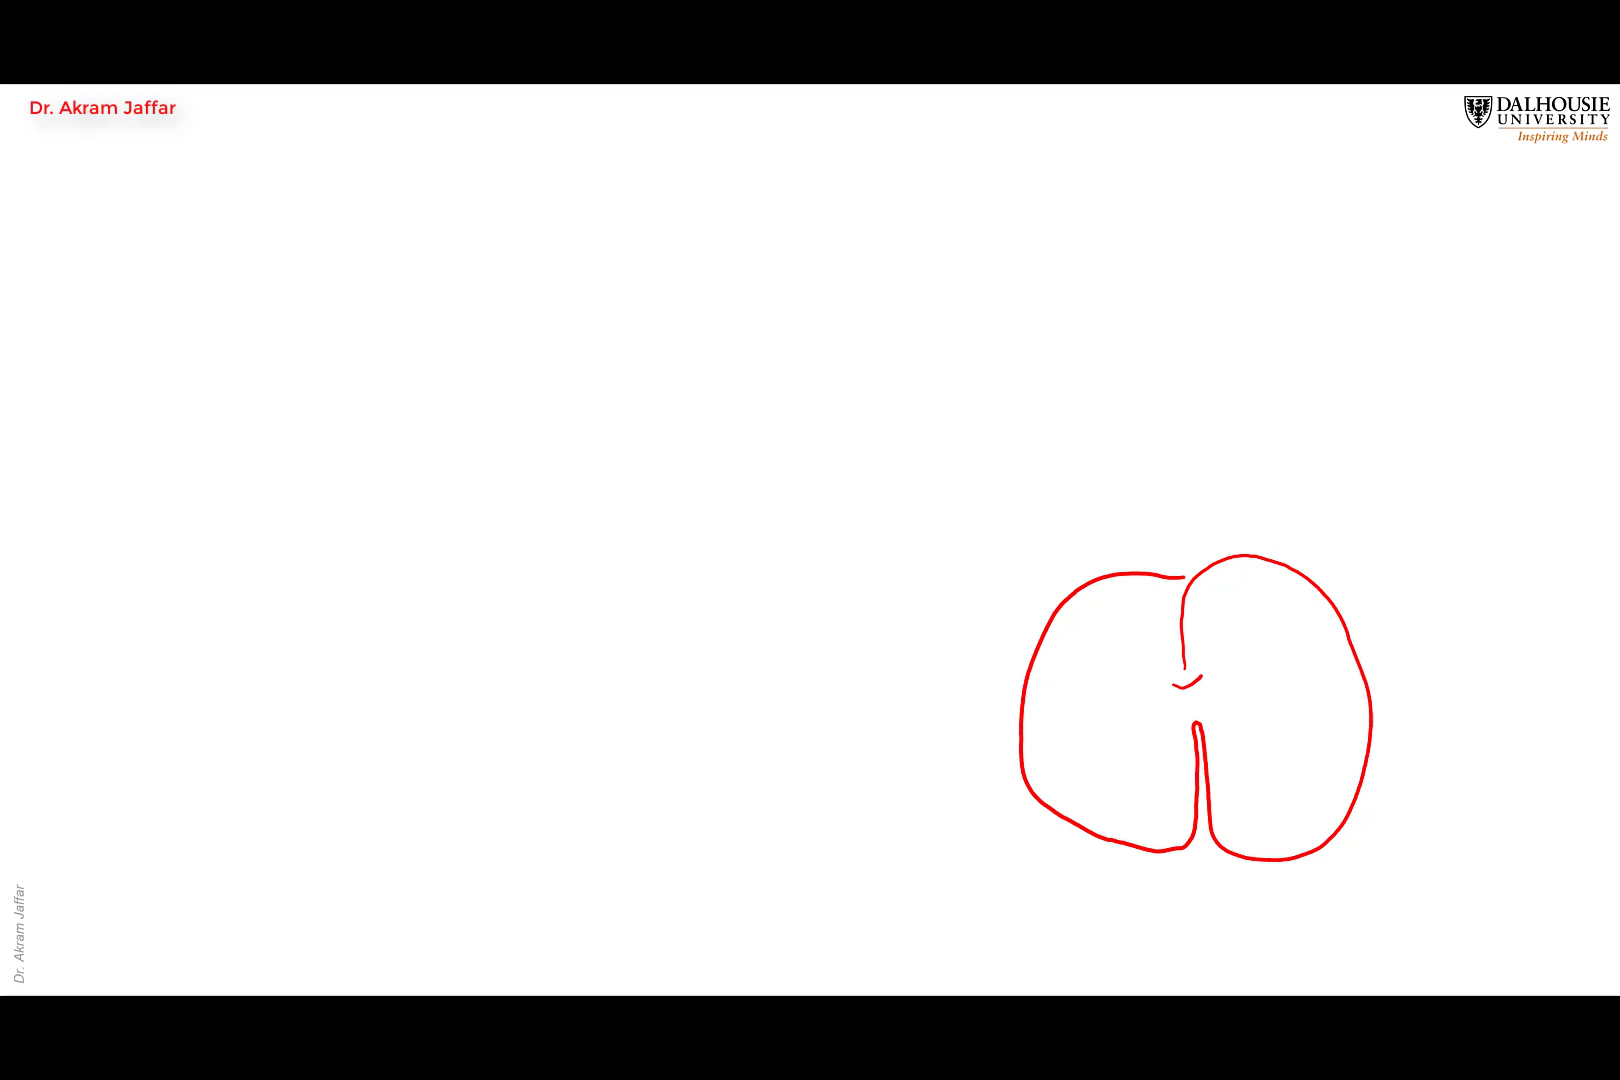 Dr. Akram Jaffar
DALHOUSIE
UNIVERSITY
Inspiring Minds
Dr. Akram Jaffar